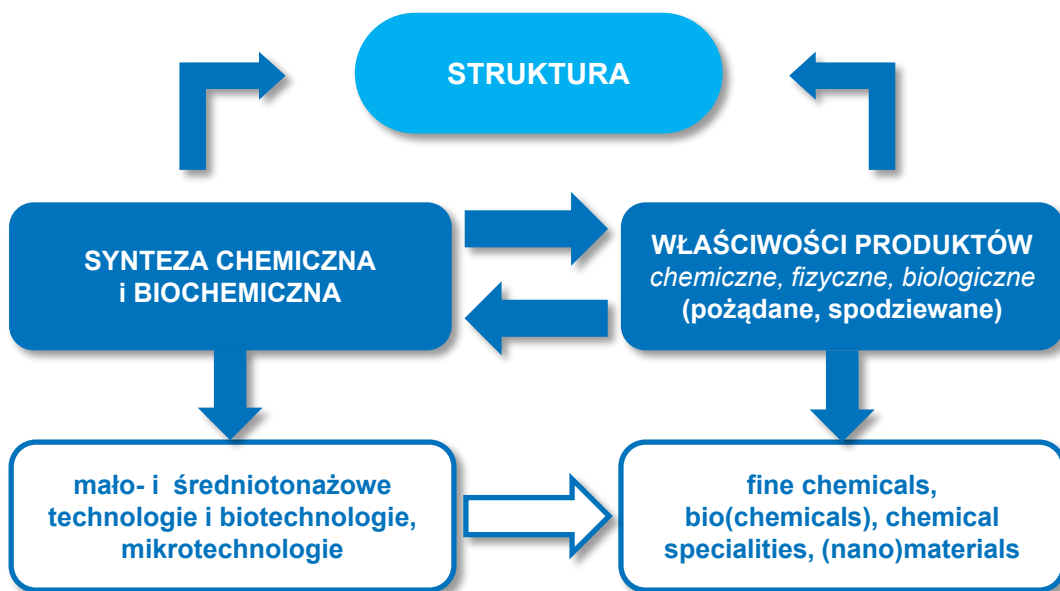 STRUKTURA
SYNTEZA CHEMICZNA
i BIOCHEMICZNA
WŁAŚCIWOŚCI PRODUKTÓW
chemiczne, fizyczne, biologiczne
(pożądane, spodziewane)
mało- i średniotonażowe
technologie i biotechnologie,
mikrotechnologie
fine chemicals,
bio(chemicals), chemical
specialities, (nano)materials